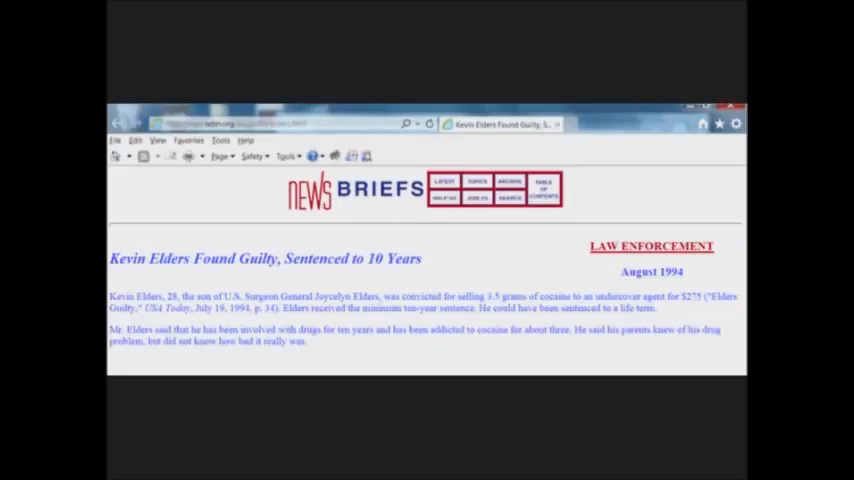 Kevin Elders Found Guilty, S...
File Edit View Favorites Tools Help
Page Safety Tools
NEWS BRIEFS
LATEST TOPICS ARCHIVE TABLE OF CONTENTS
HELP US JOIN US SEARCH
LAW ENFORCEMENT
Kevin Elders Found Guilty, Sentenced to 10 Years
August 1994
Kevin Elders, 28, the son of U.S. Surgeon General Joycelyn Elders, was convicted for selling 3.5 grams of cocaine to an undercover agent for $275 ("Elders
Guilty," USA Today, July 19, 1994, p. 34). Elders received the minimum ten-year sentence. He could have been sentenced to a life term.
Mr. Elders said that he has been involved with drugs for ten years and has been addicted to cocaine for about three. He said his parents knew of his drug
problem, but did not know how bad it really was.